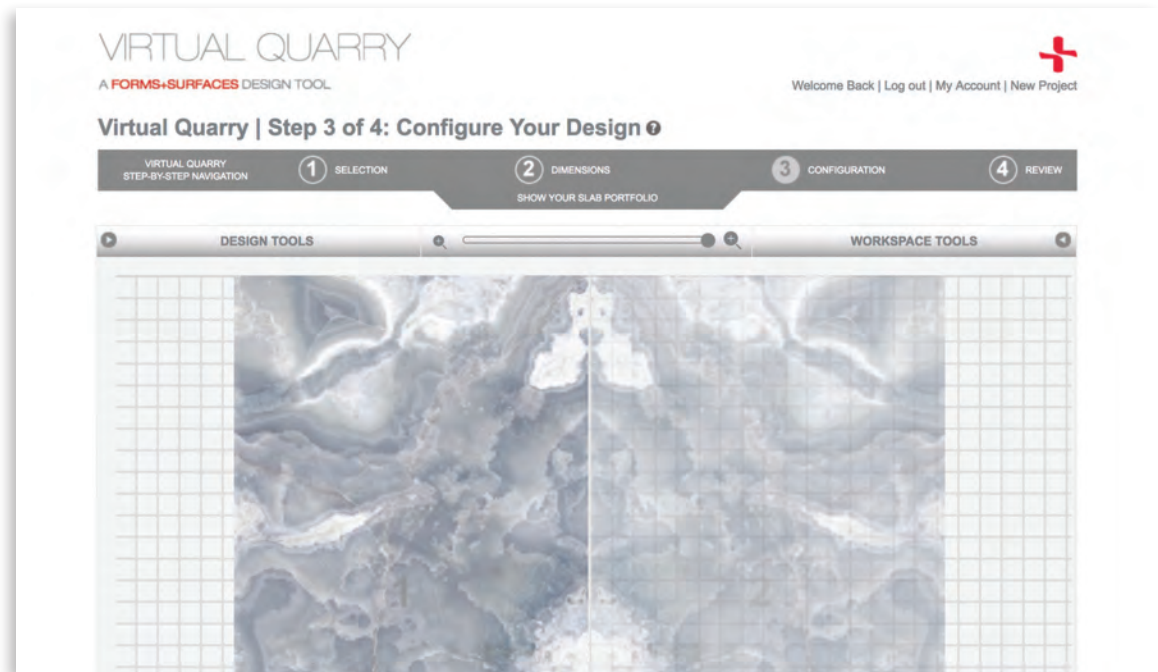 VIRTUAL QUARRY
A FORMS+SURFACES DESIGN TOOL
Welcome Back | Log out | My Account | New Project
Virtual Quarry | Step 3 of 4: Configure Your Design ?
VIRTUAL QUARRY
STEP-BY-STEP NAVIGATION
1 SELECTION
2 DIMENSIONS
3 CONFIGURATION
4 REVIEW
SHOW YOUR SLAB PORTFOLIO
DESIGN TOOLS
WORKSPACE TOOLS
1
2